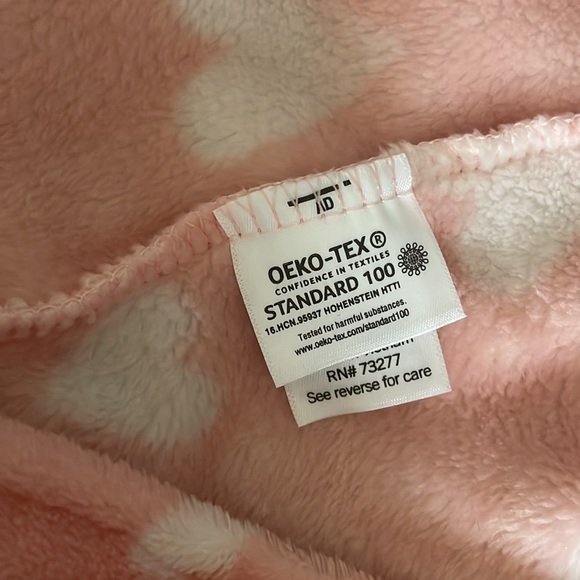 AD
OEKO-TEX®
CONFIDENCE IN TEXTILES
STANDARD 100
16.HCN.95937 HOHENSTEIN HTTI
Tested for harmful substances.
www.oeko-tex.com/standard100
RN# 73277
See reverse for care